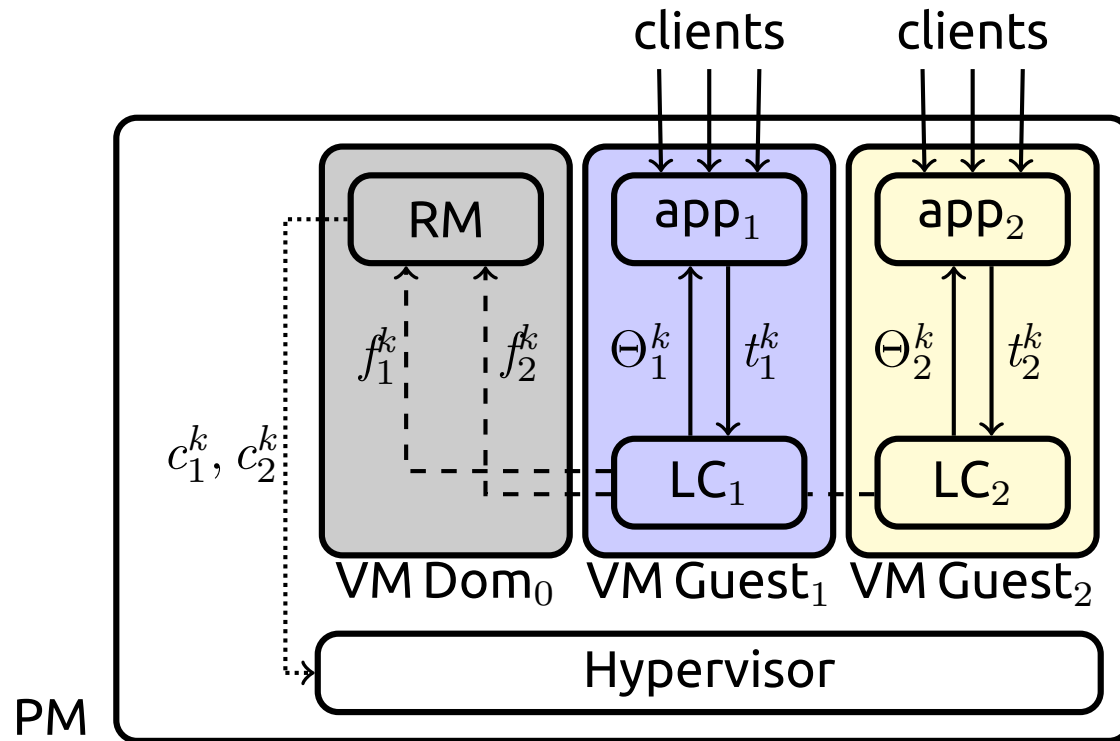 clients clients
RM app₁ app₂
f₁ᵏ f₂ᵏ Θ₁ᵏ t₁ᵏ Θ₂ᵏ t₂ᵏ
c₁ᵏ, c₂ᵏ
LC₁ LC₂
VM Dom₀ VM Guest₁ VM Guest₂
Hypervisor
PM